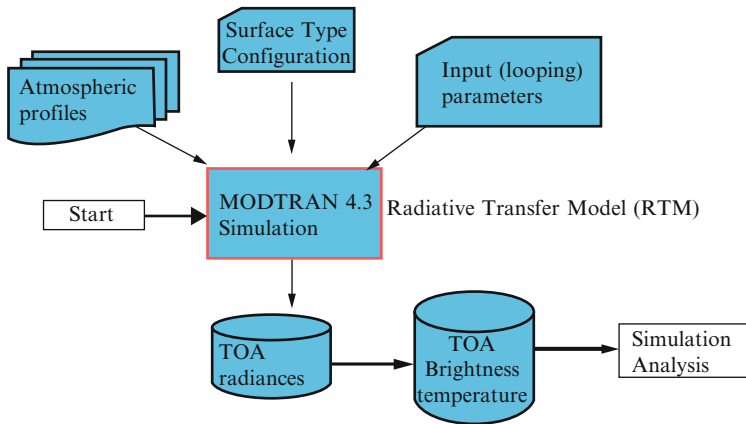 Surface Type
Configuration
Atmospheric
profiles
Input (looping)
parameters
Start
MODTRAN 4.3
Simulation
Radiative Transfer Model (RTM)
TOA
radiances
TOA
Brightness
temperature
Simulation
Analysis